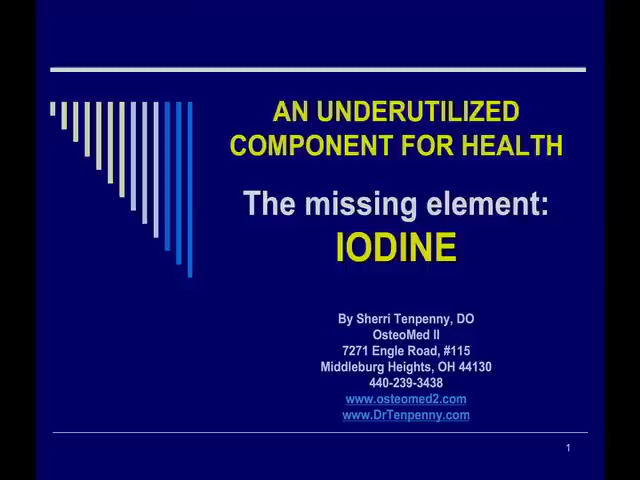 AN UNDERUTILIZED
COMPONENT FOR HEALTH
The missing element:
IODINE
By Sherri Tenpenny, DO
OsteoMed II
7271 Engle Road, #115
Middleburg Heights, OH 44130
440-239-3438
www.osteomed2.com
www.DrTenpenny.com
1